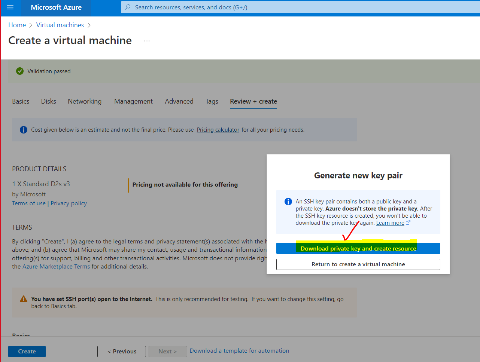 Microsoft Azure
Search resources, services, and docs (G+/)
Home > Virtual machines >
Create a virtual machine ...
Validation passed
Basics Disks Networking Management Advanced Tags Review + create
Cost given below is an estimate and not the final price. Please use Pricing calculator for all your pricing needs.
PRODUCT DETAILS
1 X Standard D2s v3
by Microsoft
Terms of use | Privacy policy
Pricing not available for this offering
Generate new key pair
An SSH key pair contains both a public key and a
private key. Azure doesn't store the private key. After
the SSH key resource is created, you won't be able to
download the private key again. Learn more
Download private key and create resource
Return to create a virtual machine
TERMS
By clicking "Create", I (a) agree to the legal terms and privacy statement(s) associated with the
above; and (b) agree that Microsoft may share my contact, usage and transactional information
offering(s) for support, billing and other transactional activities. Microsoft does not provide
the Azure Marketplace Terms for additional details.
You have set SSH port(s) open to the internet. This is only recommended for testing. If you want to change this setting, go
back to Basics tab.
Basics
Create
< Previous
Next >
Download a template for automation